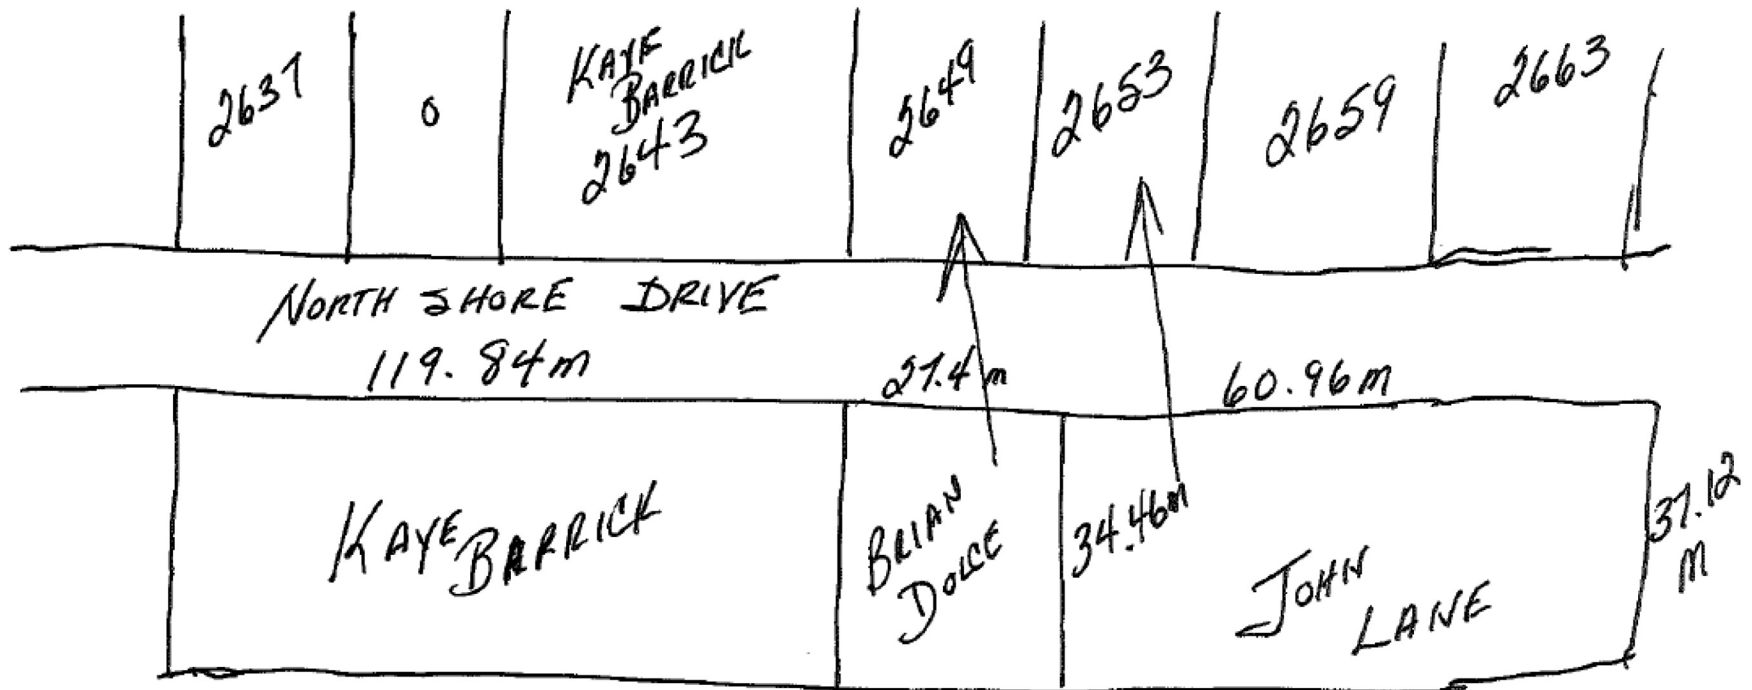 2637
0
KAYE
BARRICK
2643
2649
2653
2659
2663
NORTH SHORE DRIVE
119.84m
27.4m
60.96m
KAYE BARRICK
BRIAN
DOLCE
34.46m
JOHN
LANE
37.12
M